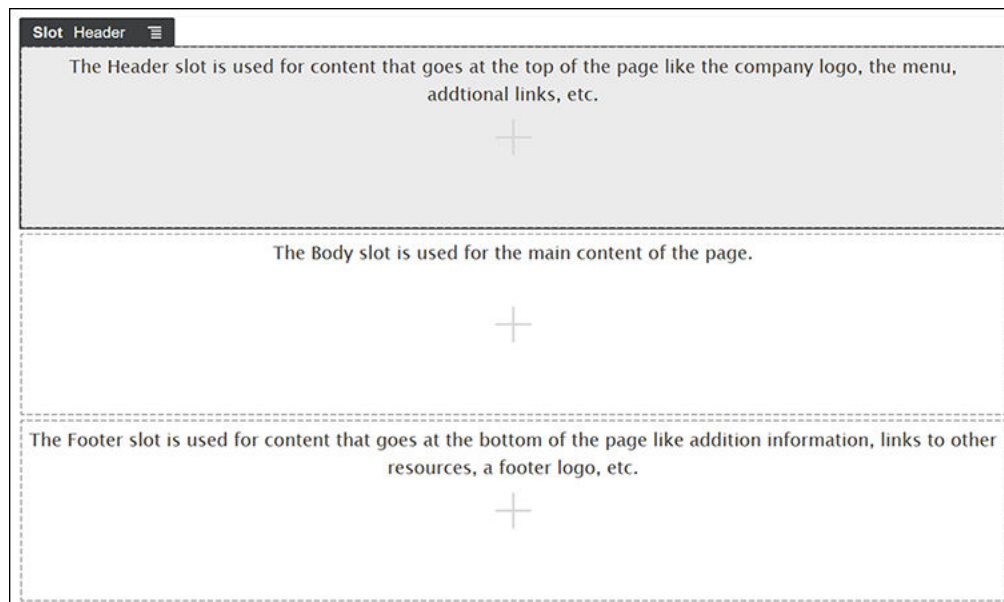 Slot Header
The Header slot is used for content that goes at the top of the page like the company logo, the menu,
addtional links, etc.
The Body slot is used for the main content of the page.
The Footer slot is used for content that goes at the bottom of the page like addition information, links to other
resources, a footer logo, etc.